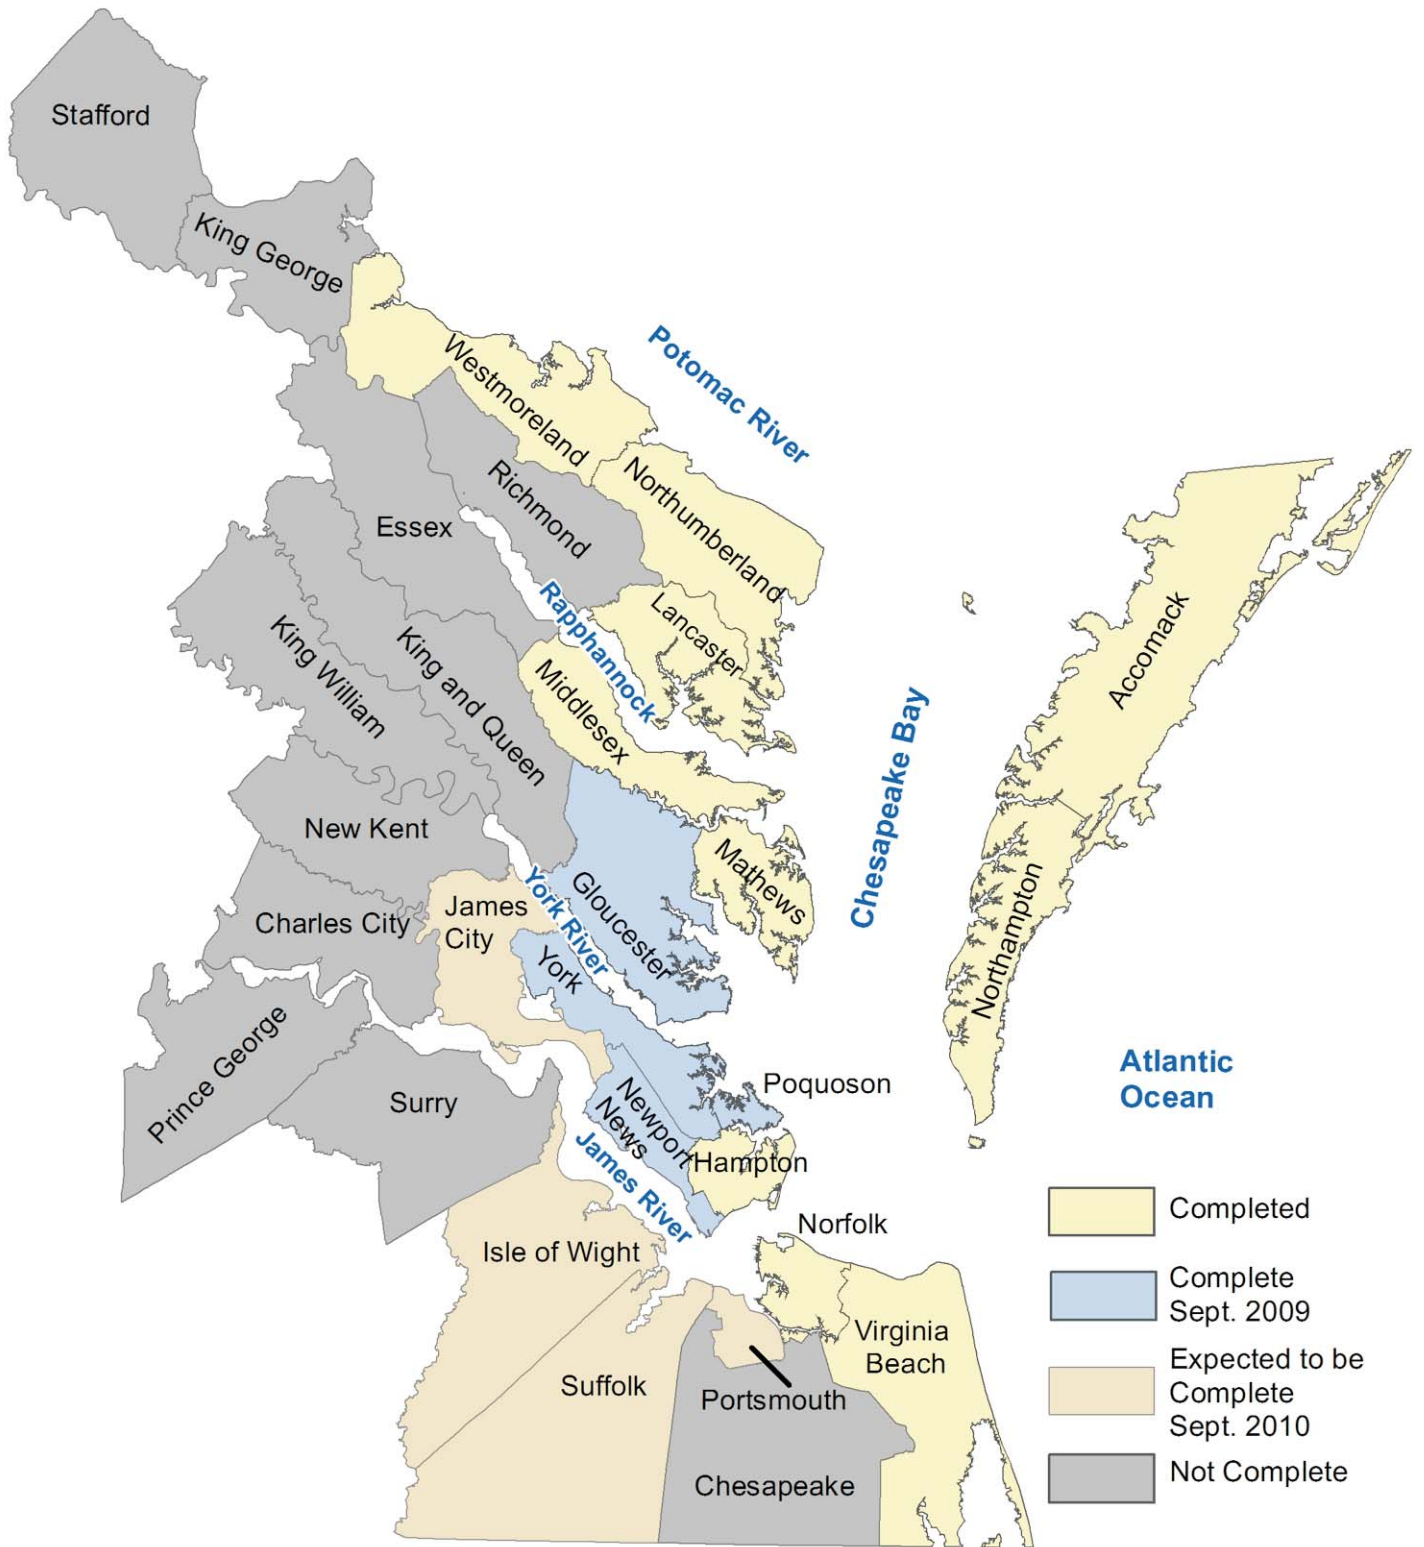 Stafford
King George
Westmoreland
Potomac River
Richmond
Northumberland
Essex
Rapphannock
Lancaster
King William
King and Queen
Middlesex
Accomack
Chesapeake Bay
New Kent
Mathews
Charles City
James
City
York River
Gloucester
York
Northampton
Prince George
Surry
Newport
News
Poquoson
Hampton
James River
Atlantic
Ocean
Norfolk
Isle of Wight
Virginia
Beach
Suffolk
Portsmouth
Chesapeake
Completed
Complete
Sept. 2009
Expected to be
Complete
Sept. 2010
Not Complete